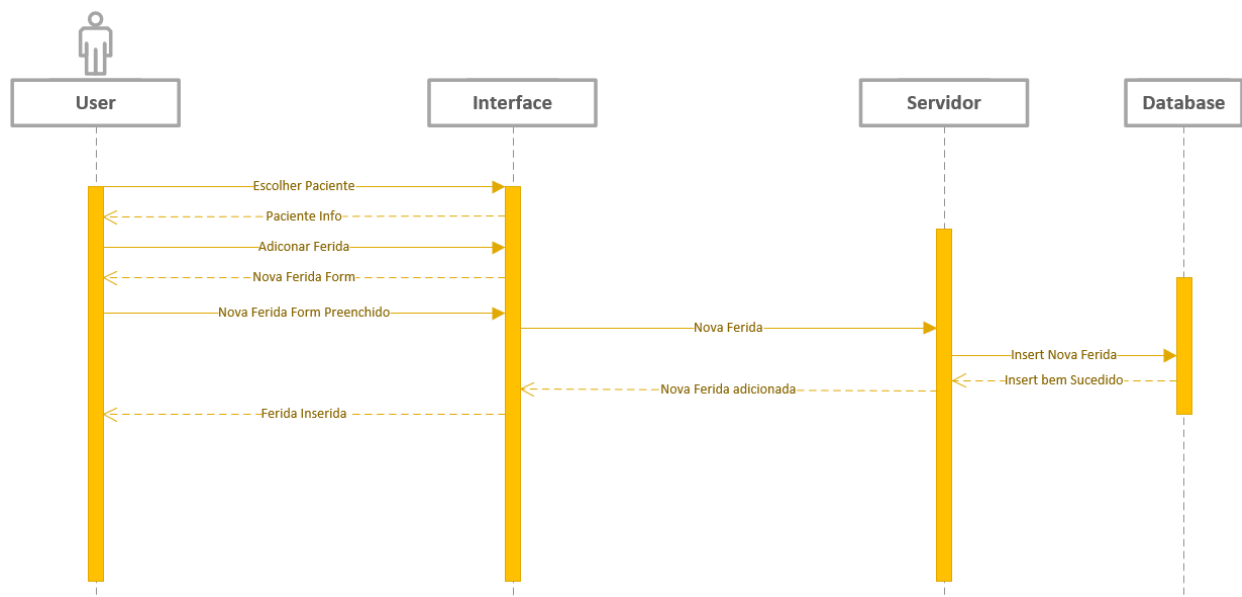 User
Interface
Servidor
Database
Escolher Paciente
Paciente Info
Adiconar Ferida
Nova Ferida Form
Nova Ferida Form Preenchido
Nova Ferida
Insert Nova Ferida
Insert bem Sucedido
Nova Ferida adicionada
Ferida Inserida